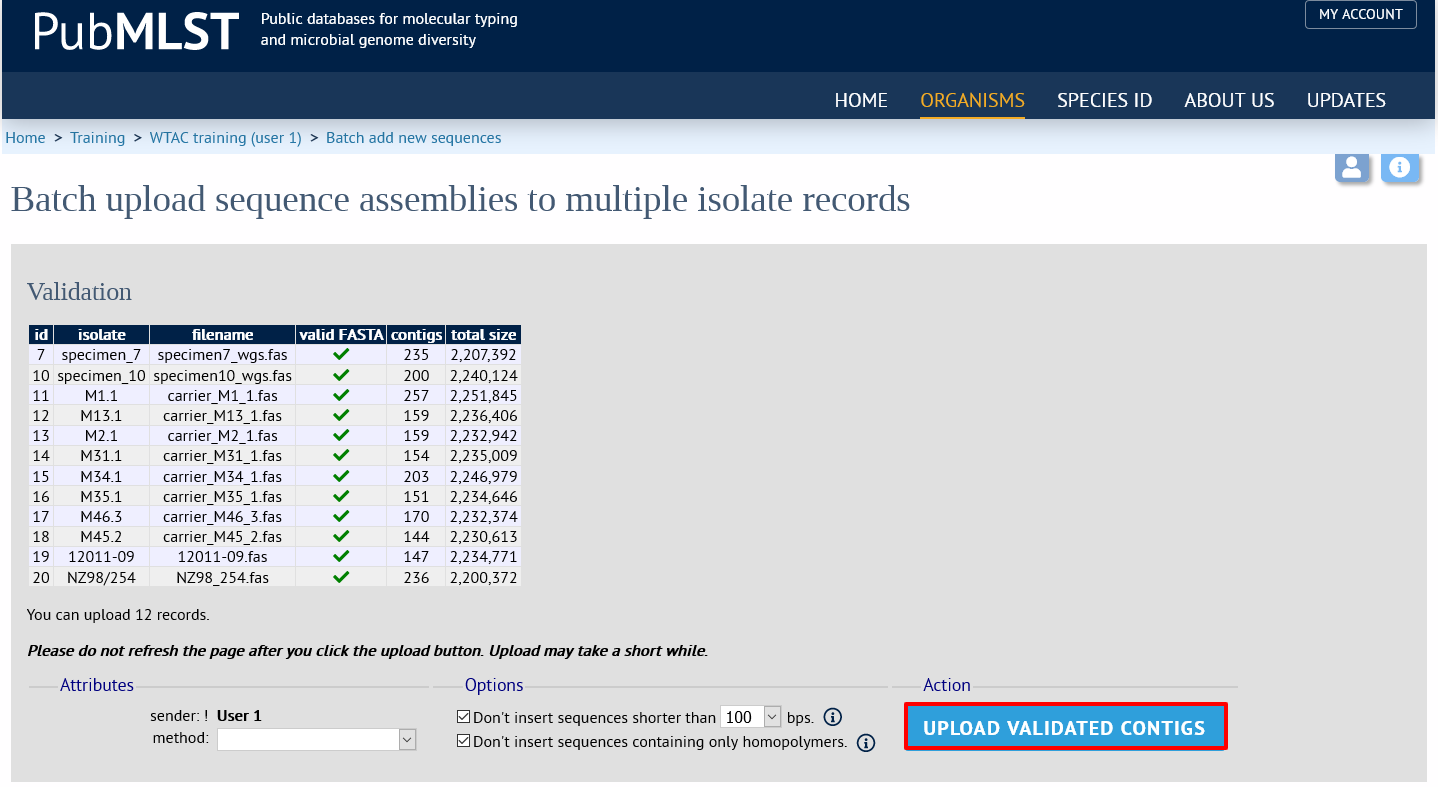 PubMLST
Public databases for molecular typing
and microbial genome diversity
MY ACCOUNT
HOME ORGANISMS SPECIES ID ABOUT US UPDATES
Home > Training > WTAC training (user 1) > Batch add new sequences
Batch upload sequence assemblies to multiple isolate records
Validation
id isolate filename valid FASTA contigs total size
7 specimen_7 specimen7_wgs.fas 235 2,207,392
10 specimen_10 specimen10_wgs.fas 200 2,240,124
11 M1.1 carrier_M1_1.fas 257 2,251,845
12 M13.1 carrier_M13_1.fas 159 2,236,406
13 M2.1 carrier_M2_1.fas 159 2,232,942
14 M31.1 carrier_M31_1.fas 154 2,235,009
15 M34.1 carrier_M34_1.fas 203 2,246,979
16 M35.1 carrier_M35_1.fas 151 2,234,646
17 M46.3 carrier_M46_3.fas 170 2,232,374
18 M45.2 carrier_M45_2.fas 144 2,230,613
19 12011-09 12011-09.fas 147 2,234,771
20 NZ98/254 NZ98_254.fas 236 2,200,372
You can upload 12 records.
Please do not refresh the page after you click the upload button. Upload may take a short while.
Attributes Options Action
sender: ! User 1
method:
Don't insert sequences shorter than 100 bps.
Don't insert sequences containing only homopolymers.
UPLOAD VALIDATED CONTIGS